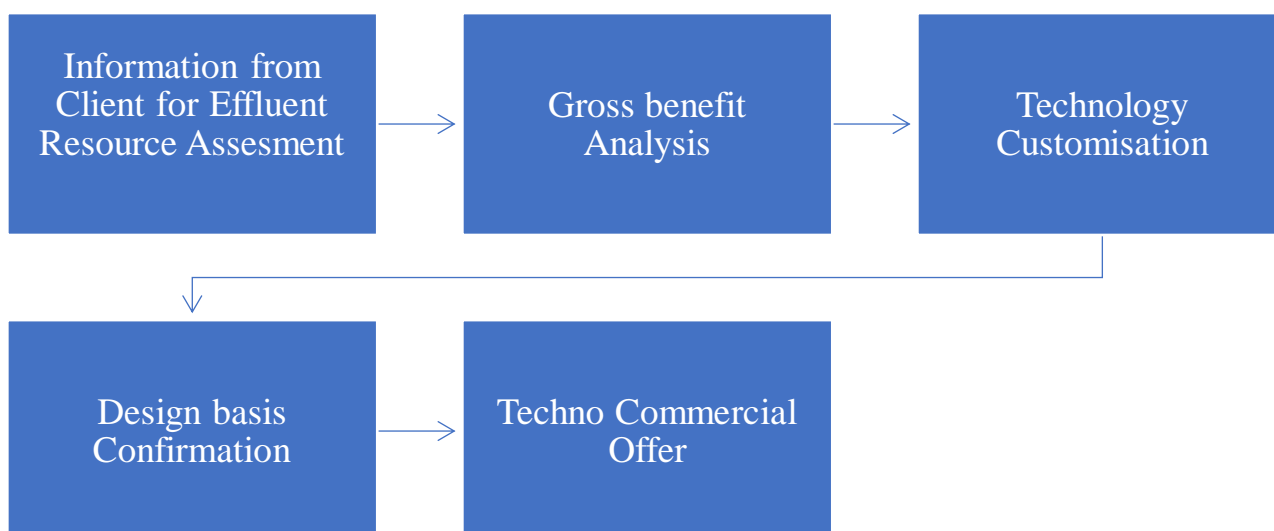 Information from
Client for Effluent
Resource Assesment
Gross benefit
Analysis
Technology
Customisation
Design basis
Confirmation
Techno Commercial
Offer